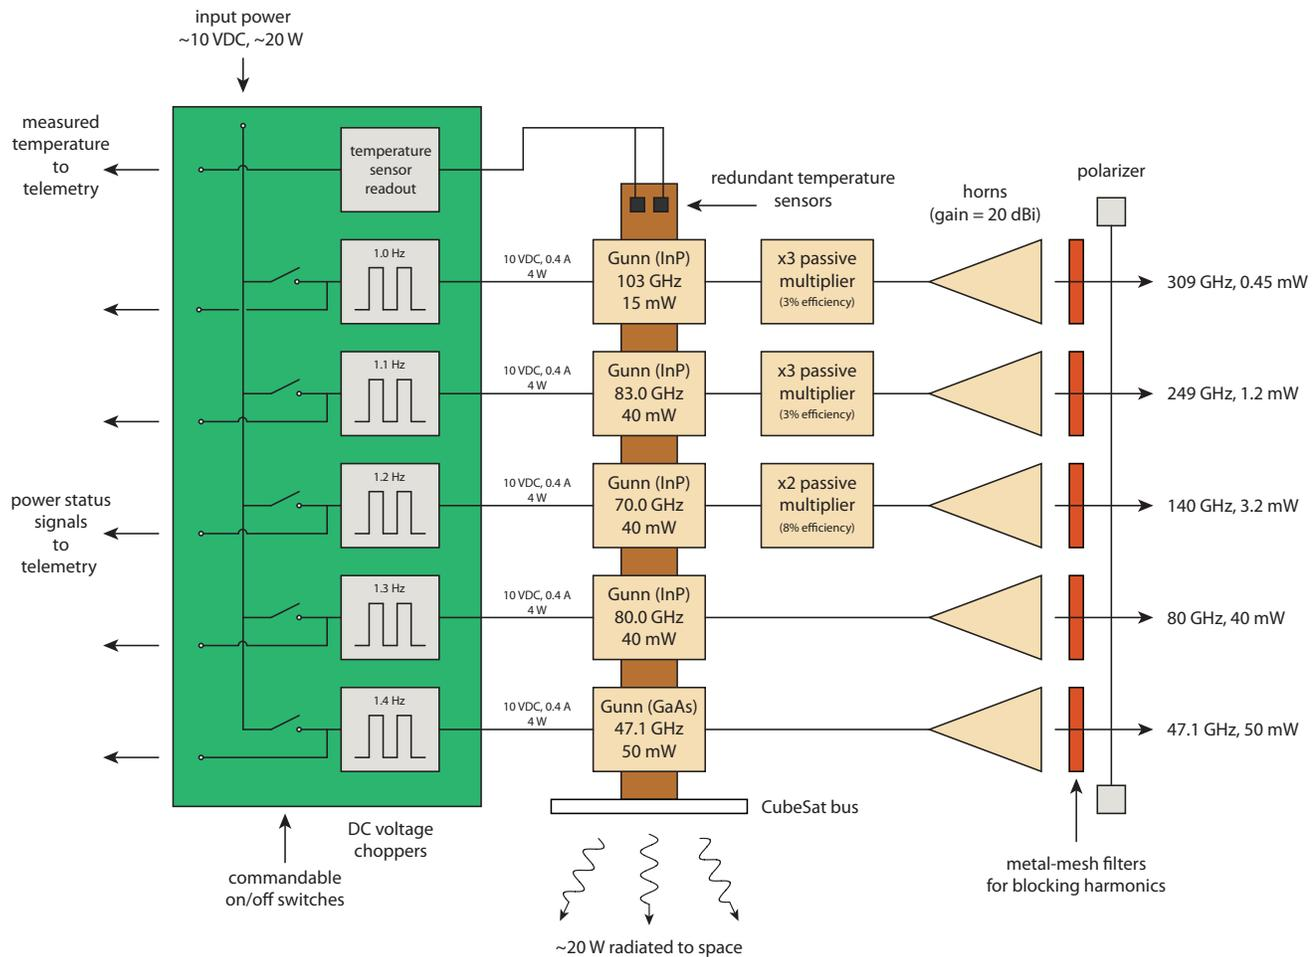 input power
~10 VDC, ~20 W
measured
temperature
to
telemetry
temperature
sensor
readout
redundant temperature
sensors
horns
(gain = 20 dBi)
polarizer
1.0 Hz
10 VDC, 0.4 A
4 W
Gunn (InP)
103 GHz
15 mW
x3 passive
multiplier
(3% efficiency)
309 GHz, 0.45 mW
1.1 Hz
10 VDC, 0.4 A
4 W
Gunn (InP)
83.0 GHz
40 mW
x3 passive
multiplier
(3% efficiency)
249 GHz, 1.2 mW
power status
signals
to
telemetry
1.2 Hz
10 VDC, 0.4 A
4 W
Gunn (InP)
70.0 GHz
40 mW
x2 passive
multiplier
(8% efficiency)
140 GHz, 3.2 mW
1.3 Hz
10 VDC, 0.4 A
4 W
Gunn (InP)
80.0 GHz
40 mW
80 GHz, 40 mW
1.4 Hz
10 VDC, 0.4 A
4 W
Gunn (GaAs)
47.1 GHz
50 mW
47.1 GHz, 50 mW
CubeSat bus
DC voltage
choppers
commandable
on/off switches
metal-mesh filters
for blocking harmonics
~20 W radiated to space